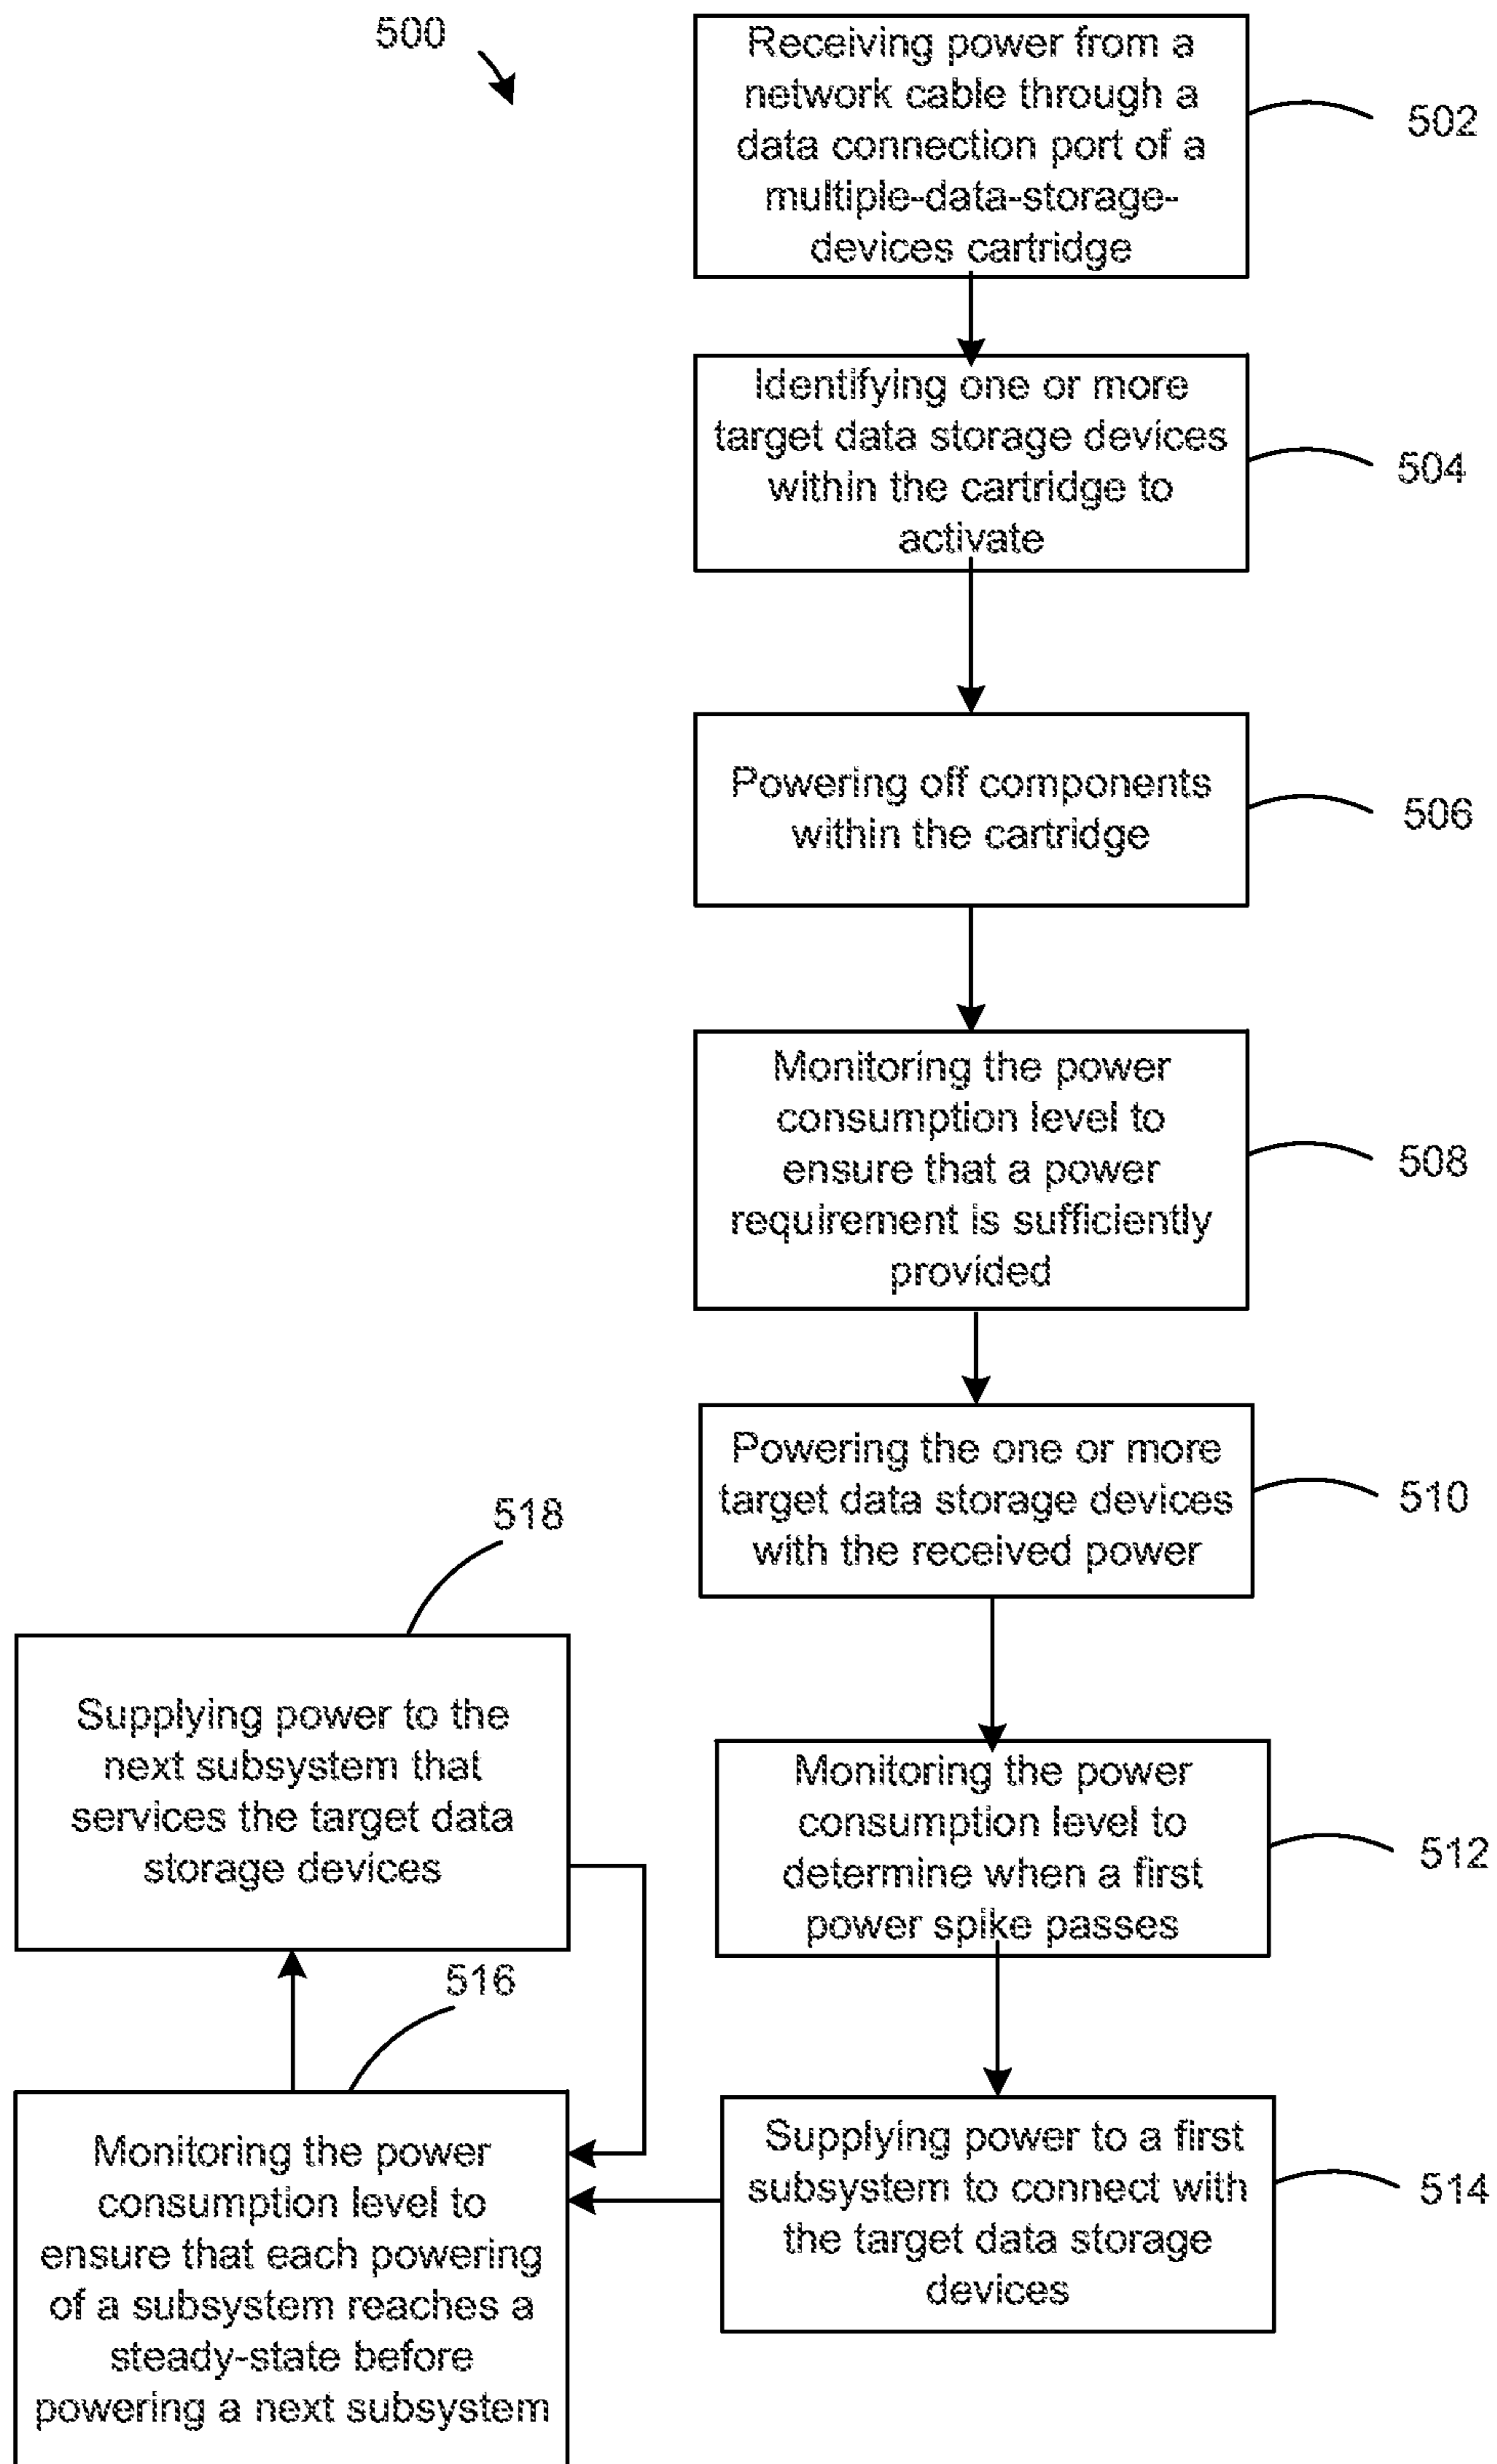 500
Receiving power from a
network cable through a
data connection port of a
multiple-data-storage-
devices cartridge
502
Identifying one or more
target data storage devices
within the cartridge to
activate
504
Powering off components
within the cartridge
506
Monitoring the power
consumption level to
ensure that a power
requirement is sufficiently
provided
508
Powering the one or more
target data storage devices
with the received power
510
Monitoring the power
consumption level to
determine when a first
power spike passes
512
Supplying power to a first
subsystem to connect with
the target data storage
devices
514
516
Monitoring the power
consumption level to
ensure that each powering
of a subsystem reaches a
steady-state before
powering a next subsystem
518
Supplying power to the
next subsystem that
services the target data
storage devices